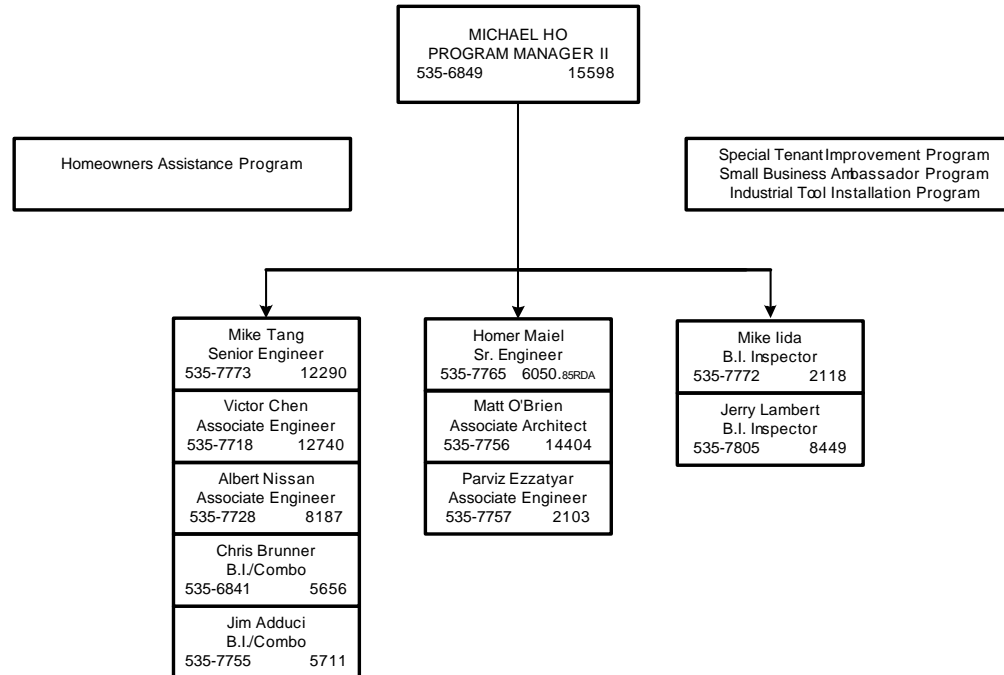 MICHAEL HO
PROGRAM MANAGER II
535-6849 15598
Homeowners Assistance Program
Special Tenant Improvement Program
Small Business Ambassador Program
Industrial Tool Installation Program
Mike Tang
Senior Engineer
535-7773 12290
Victor Chen
Associate Engineer
535-7718 12740
Albert Nissan
Associate Engineer
535-7728 8187
Chris Brunner
B.I./Combo
535-6841 5656
Jim Adduci
B.I./Combo
535-7755 5711
Homer Maiel
Sr. Engineer
535-7765 6050.85RDA
Matt O'Brien
Associate Architect
535-7756 14404
Parviz Ezzatyar
Associate Engineer
535-7757 2103
Mike Iida
B.I. Inspector
535-7772 2118
Jerry Lambert
B.I. Inspector
535-7805 8449